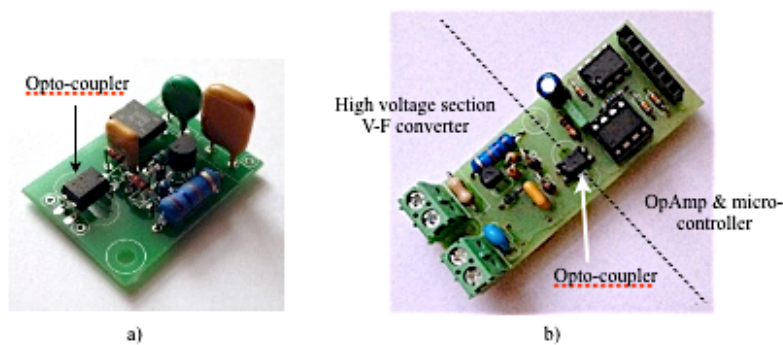 Opto-coupler
High voltage section
V-F converter
OpAmp & micro-
controller
Opto-coupler
a)
b)